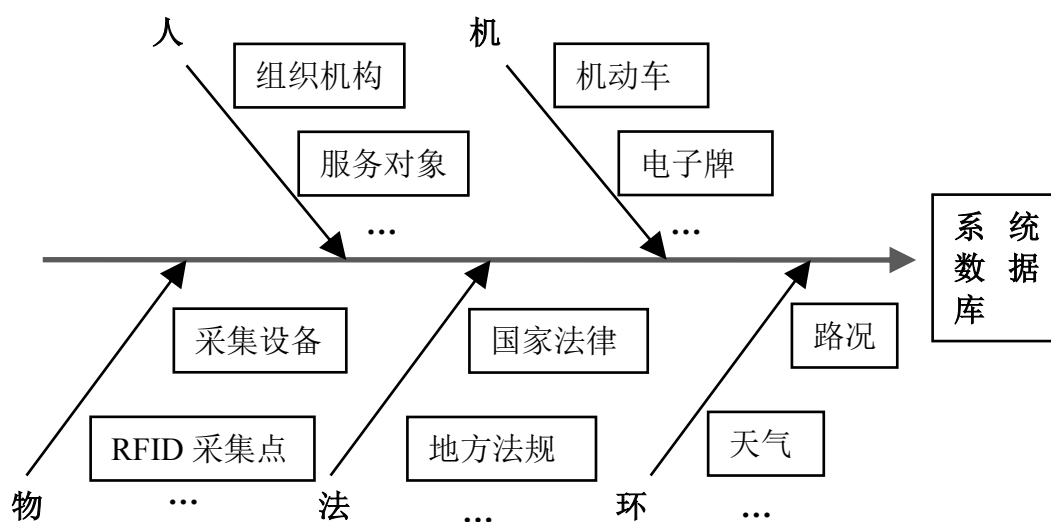 人
机
组织机构
机动车
服务对象
电子牌
...
...
系统
数据
库
采集设备
国家法律
路况
RFID 采集点
地方法规
天气
物
...
法
...
环
...